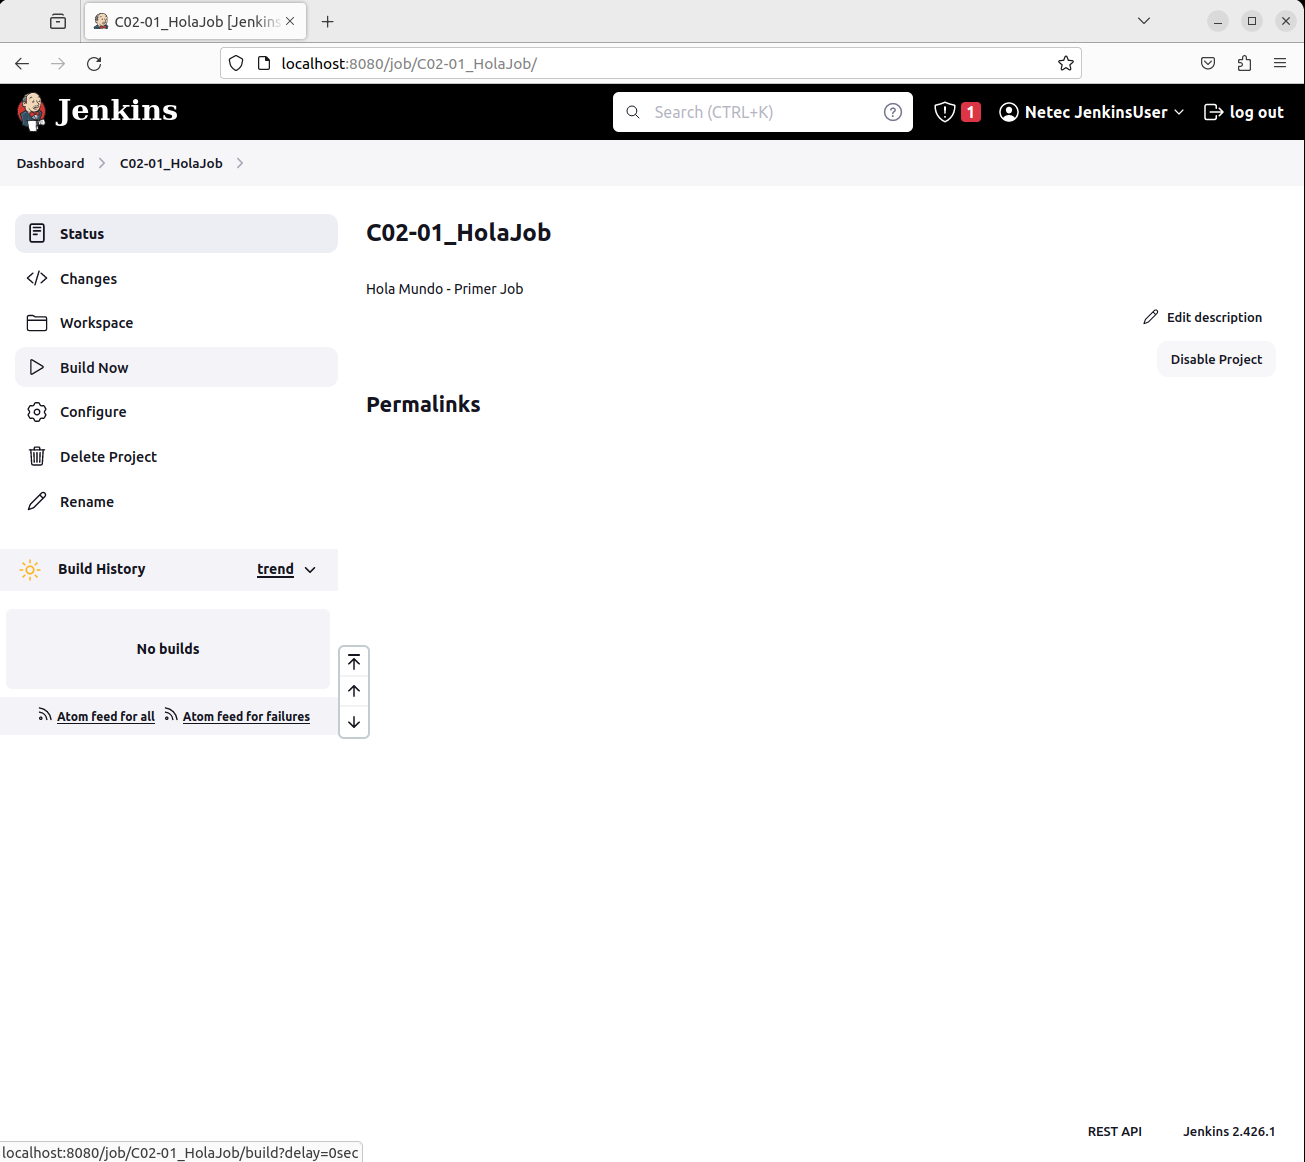 C02-01_HolaJob [Jenkins
localhost:8080/job/C02-01_HolaJob/
Jenkins
Search (CTRL+K)
1
Netec JenkinsUser
log out
Dashboard
C02-01_HolaJob
Status
Changes
Workspace
Build Now
Configure
Delete Project
Rename
Build History
trend
No builds
Atom feed for all
Atom feed for failures
C02-01_HolaJob
Hola Mundo - Primer Job
Edit description
Disable Project
Permalinks
REST API
Jenkins 2.426.1
localhost:8080/job/C02-01_HolaJob/build?delay=0sec